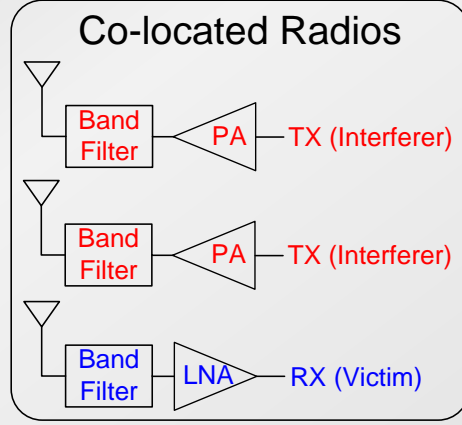 Co-located Radios
Band
Filter
PA
TX (Interferer)
Band
Filter
PA
TX (Interferer)
Band
Filter
LNA
RX (Victim)